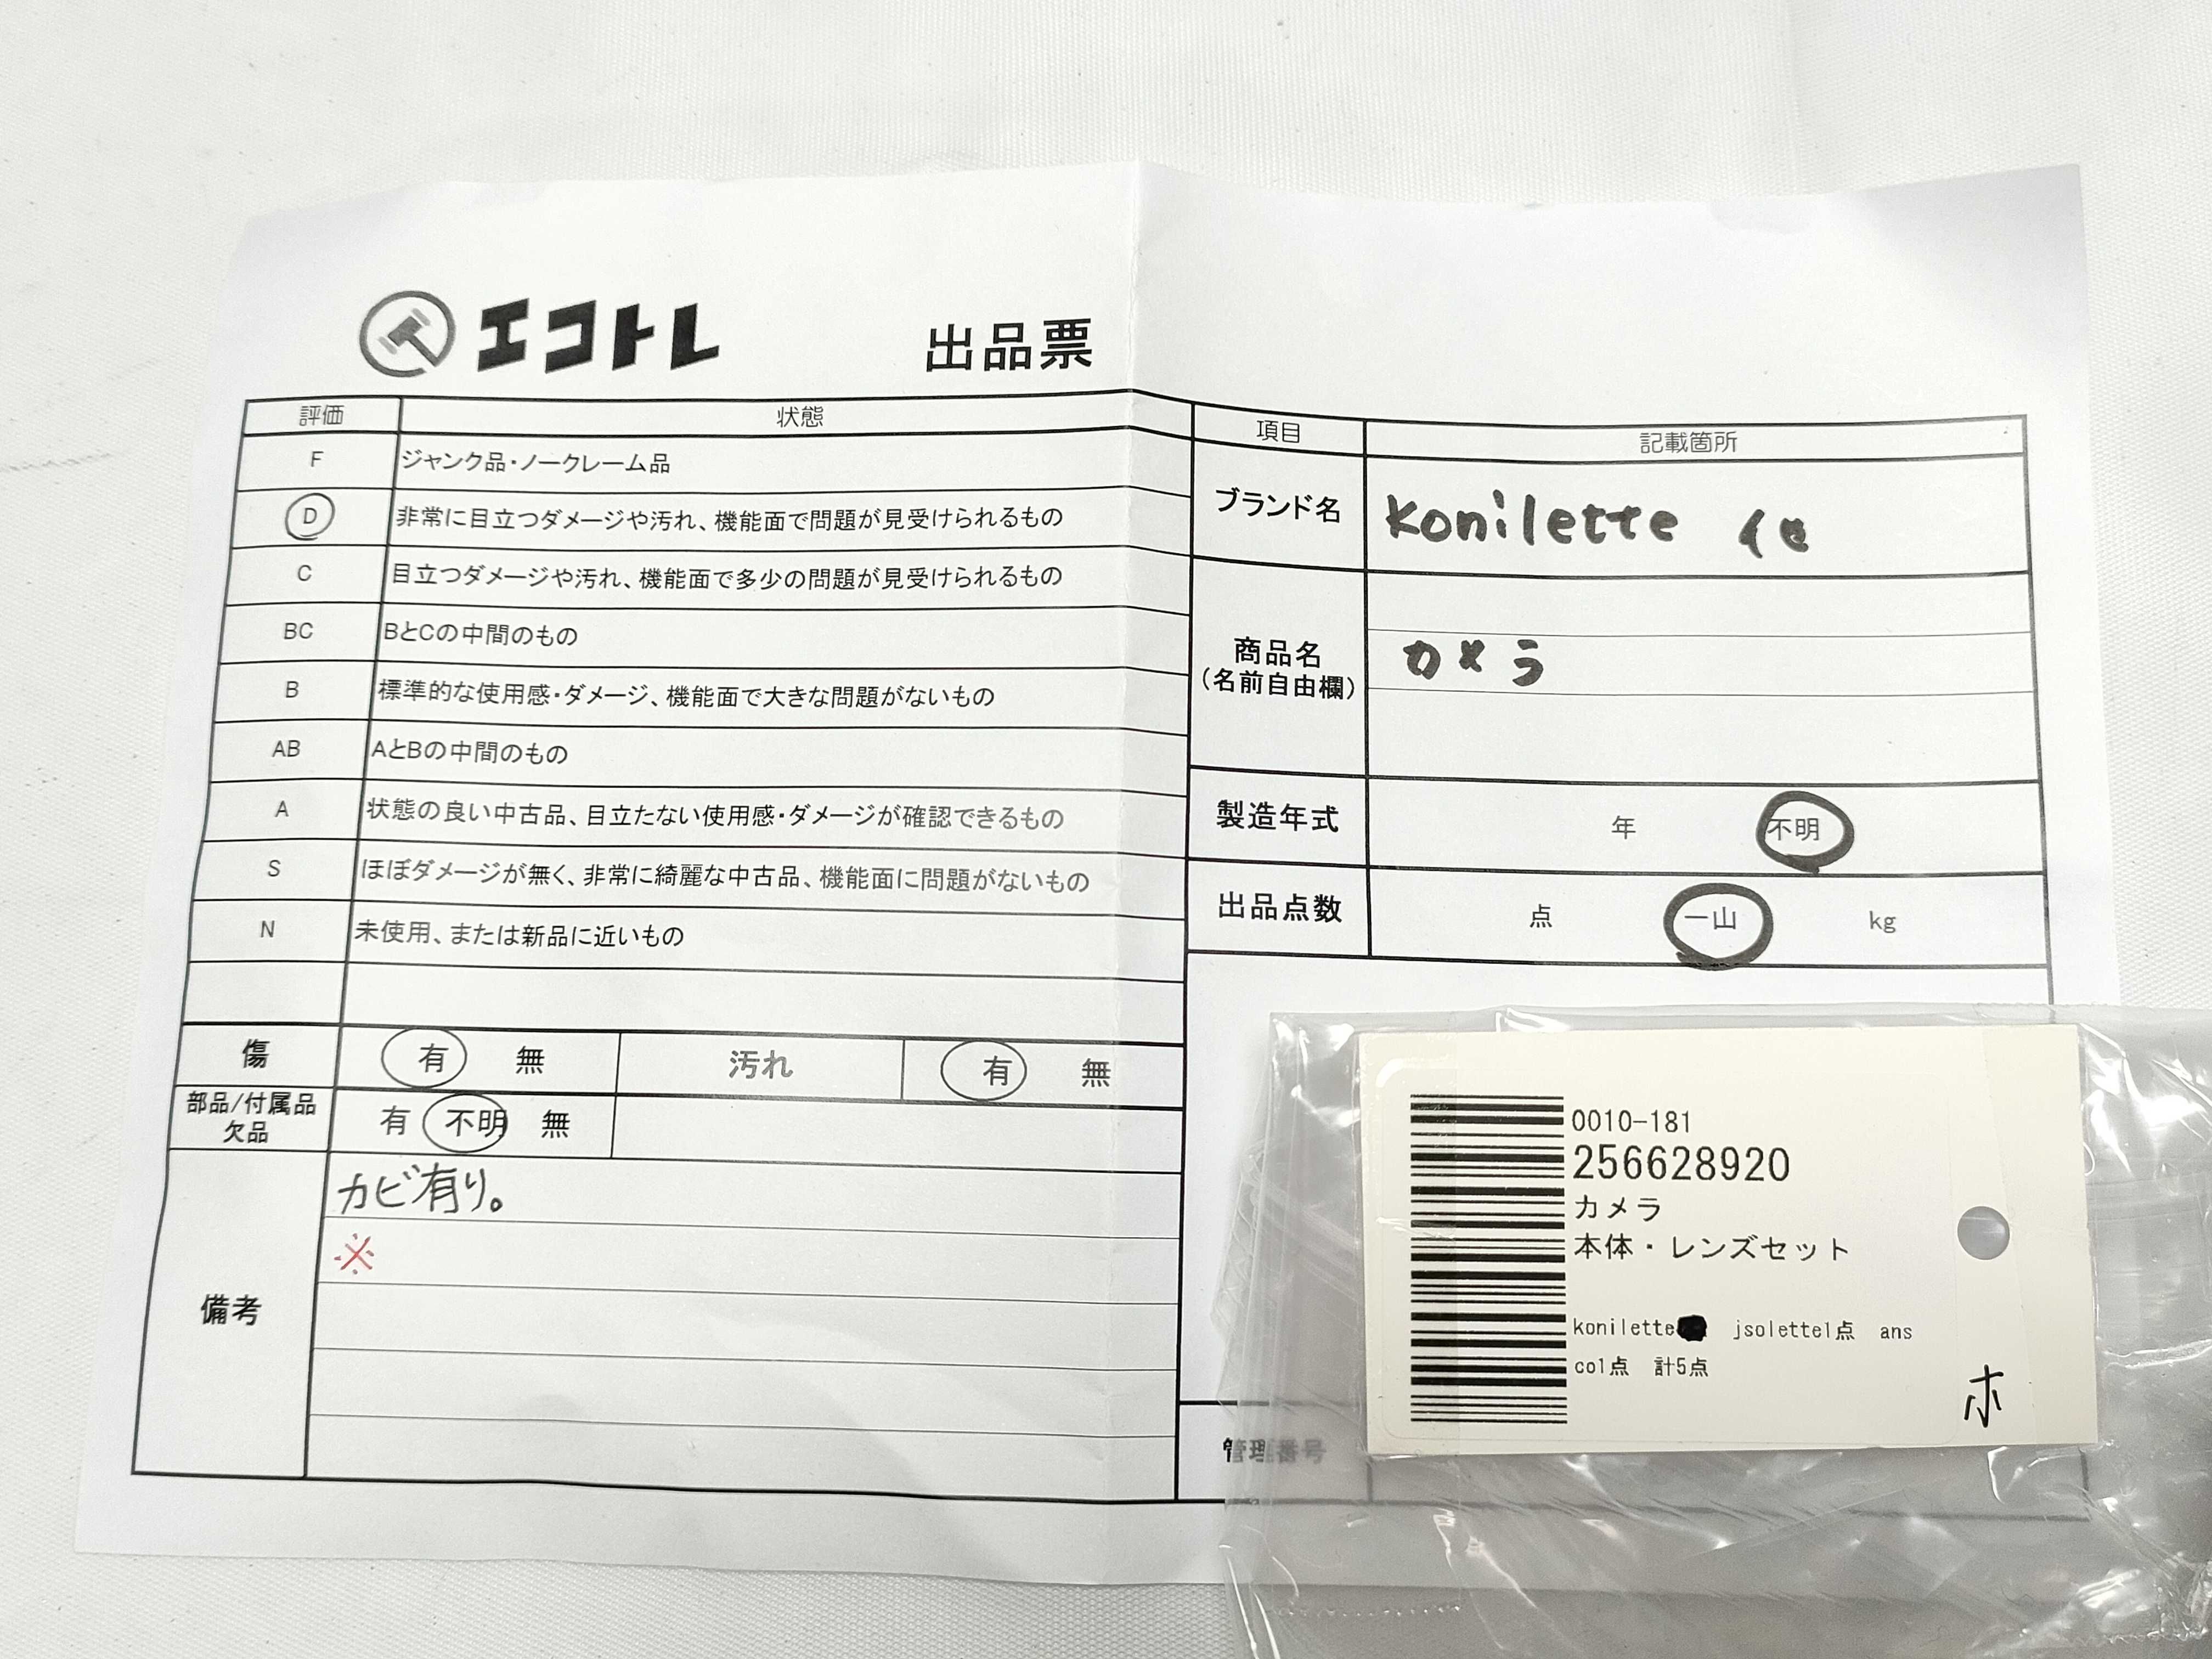 エコトレ
出品票
評価 状態
F ジャンク品・ノークレーム品
D 非常に目立つダメージや汚れ、機能面で問題が見受けられるもの
C 目立つダメージや汚れ、機能面で多少の問題が見受けられるもの
BC BとCの中間のもの
B 標準的な使用感・ダメージ、機能面で大きな問題がないもの
AB AとBの中間のもの
A 状態の良い中古品、目立たない使用感・ダメージが確認できるもの
S ほぼダメージが無く、非常に綺麗な中古品、機能面に問題がないもの
N 未使用、または新品に近いもの
傷 有 無 汚れ 有 無
部品/付属品
欠品
有 不明 無
備考
カビ有り。
※
項目 記載箇所
ブランド名 Konilette
商品名
(名前自由欄)
カメラ
製造年式 年 不明
出品点数 点 一山 kg
管理番号
0010-181
256628920
カメラ
本体・レンズセット
konilette jsolette1点 ans
co1点 計5点
ホ